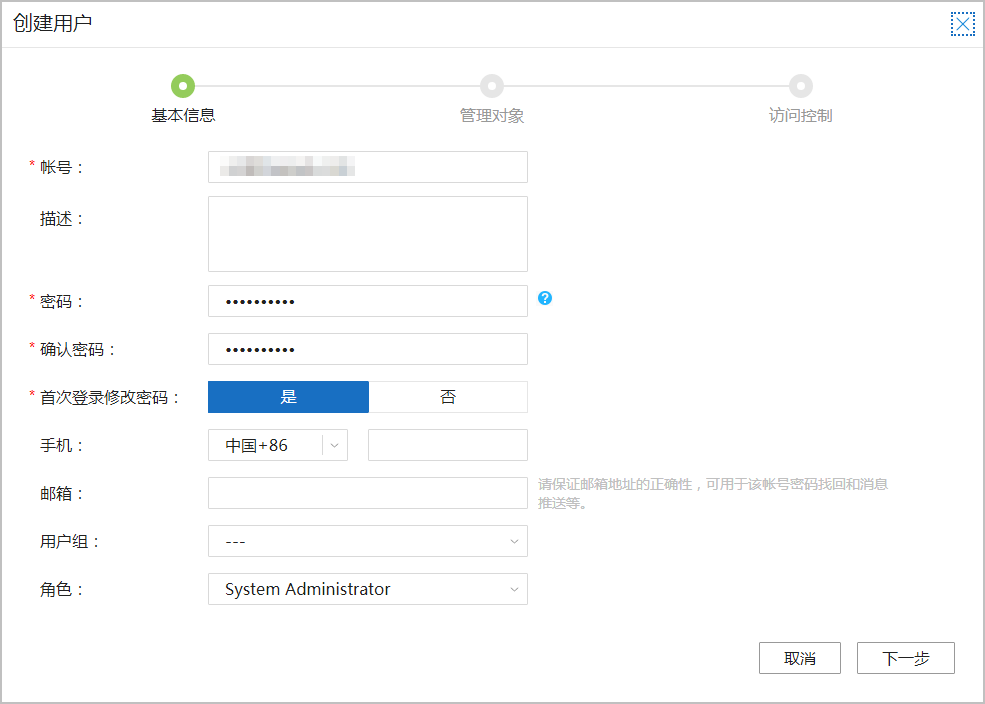 创建用户
基本信息 管理对象 访问控制
* 帐号：
描述：
* 密码： ••••••••••
* 确认密码： ••••••••••
* 首次登录修改密码： 是 否
手机： 中国+86
邮箱： 请保证邮箱地址的正确性，可用于该帐号密码找回和消息
推送等。
用户组： ---
角色： System Administrator
取消 下一步